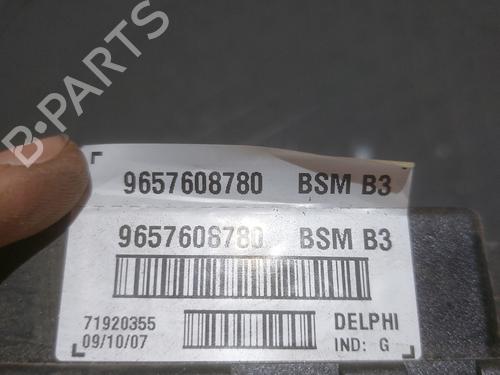 B-PARTS
9657608780 BSM B3
9657608780 BSM B3
71920355 DELPHI
09/10/07 IND: G